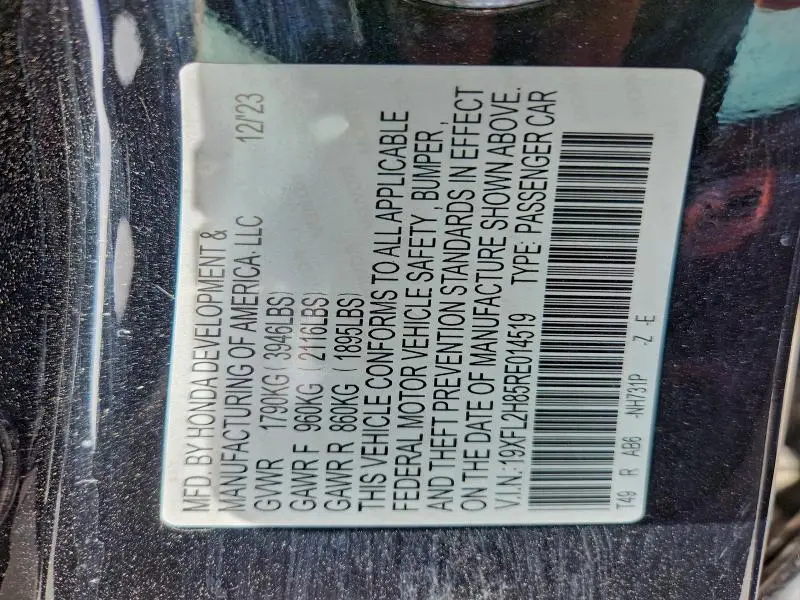 MFD. BY HONDA DEVELOPMENT &
MANUFACTURING OF AMERICA. LLC 12/'23
GVWR 1790KG ( 3946LBS)
GAWR F 960KG ( 2116LBS)
GAWR R 860KG ( 1895LBS)
THIS VEHICLE CONFORMS TO ALL APPLICABLE
FEDERAL MOTOR VEHICLE SAFETY , BUMPER ,
AND THEFT PREVENTION STANDARDS IN EFFECT
ON THE DATE OF MANUFACTURE SHOWN ABOVE.
V.I.N.: 19XFL2H85RE014519 TYPE: PASSENGER CAR
T49 R AB6 -NH731P -Z -E